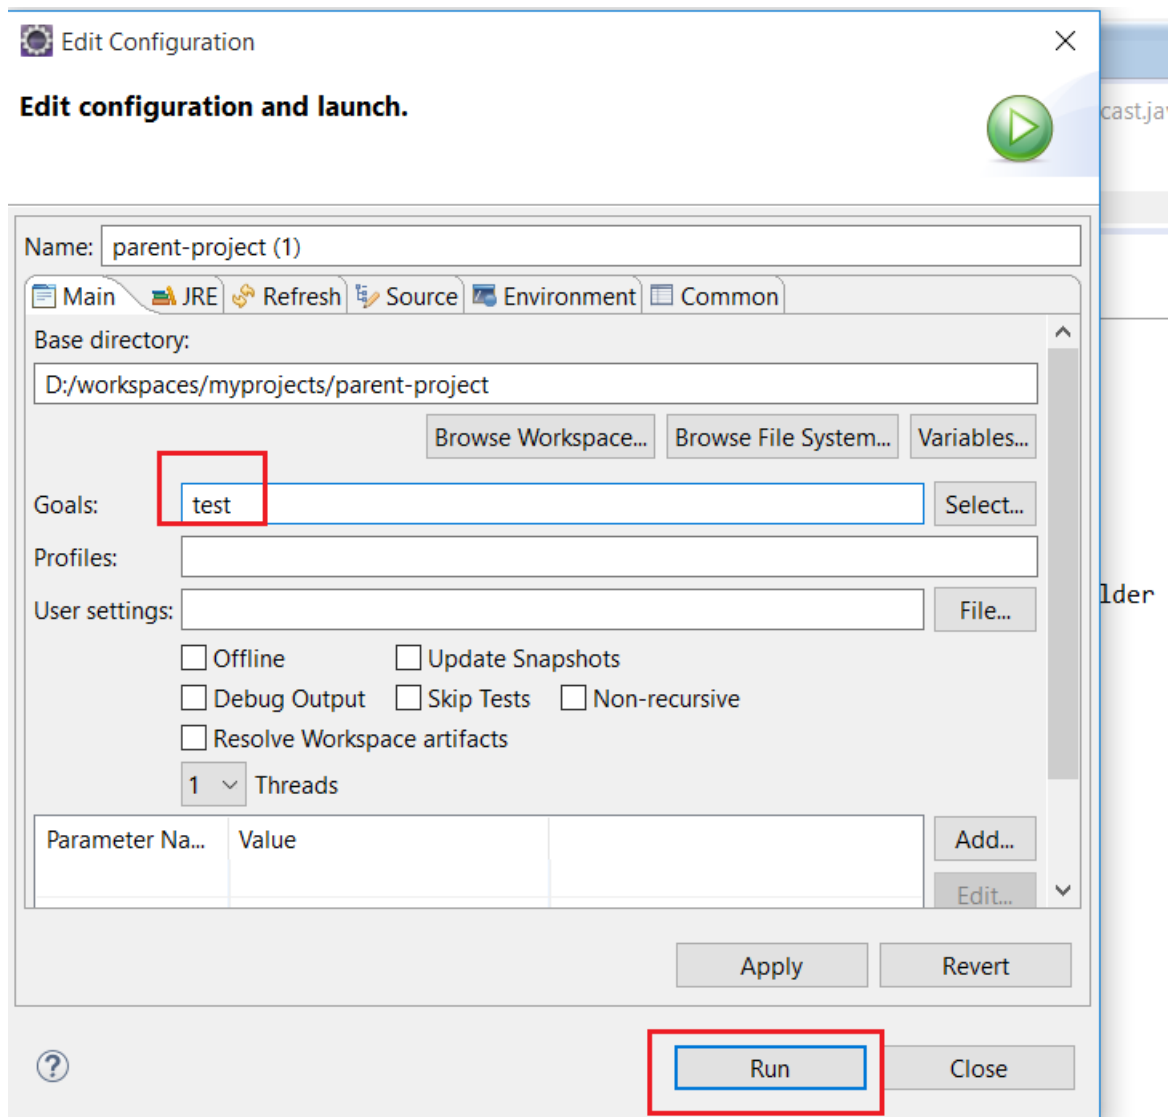 Edit Configuration
Edit configuration and launch.
cast.jav
Name: parent-project (1)
Main JRE Refresh Source Environment Common
Base directory:
D:/workspaces/myprojects/parent-project
Browse Workspace... Browse File System... Variables...
Goals: test Select...
Profiles:
lder
User settings: File...
Offline Update Snapshots
Debug Output Skip Tests Non-recursive
Resolve Workspace artifacts
1 Threads
Parameter Na... Value Add...
Edit...
Apply Revert
? Run Close